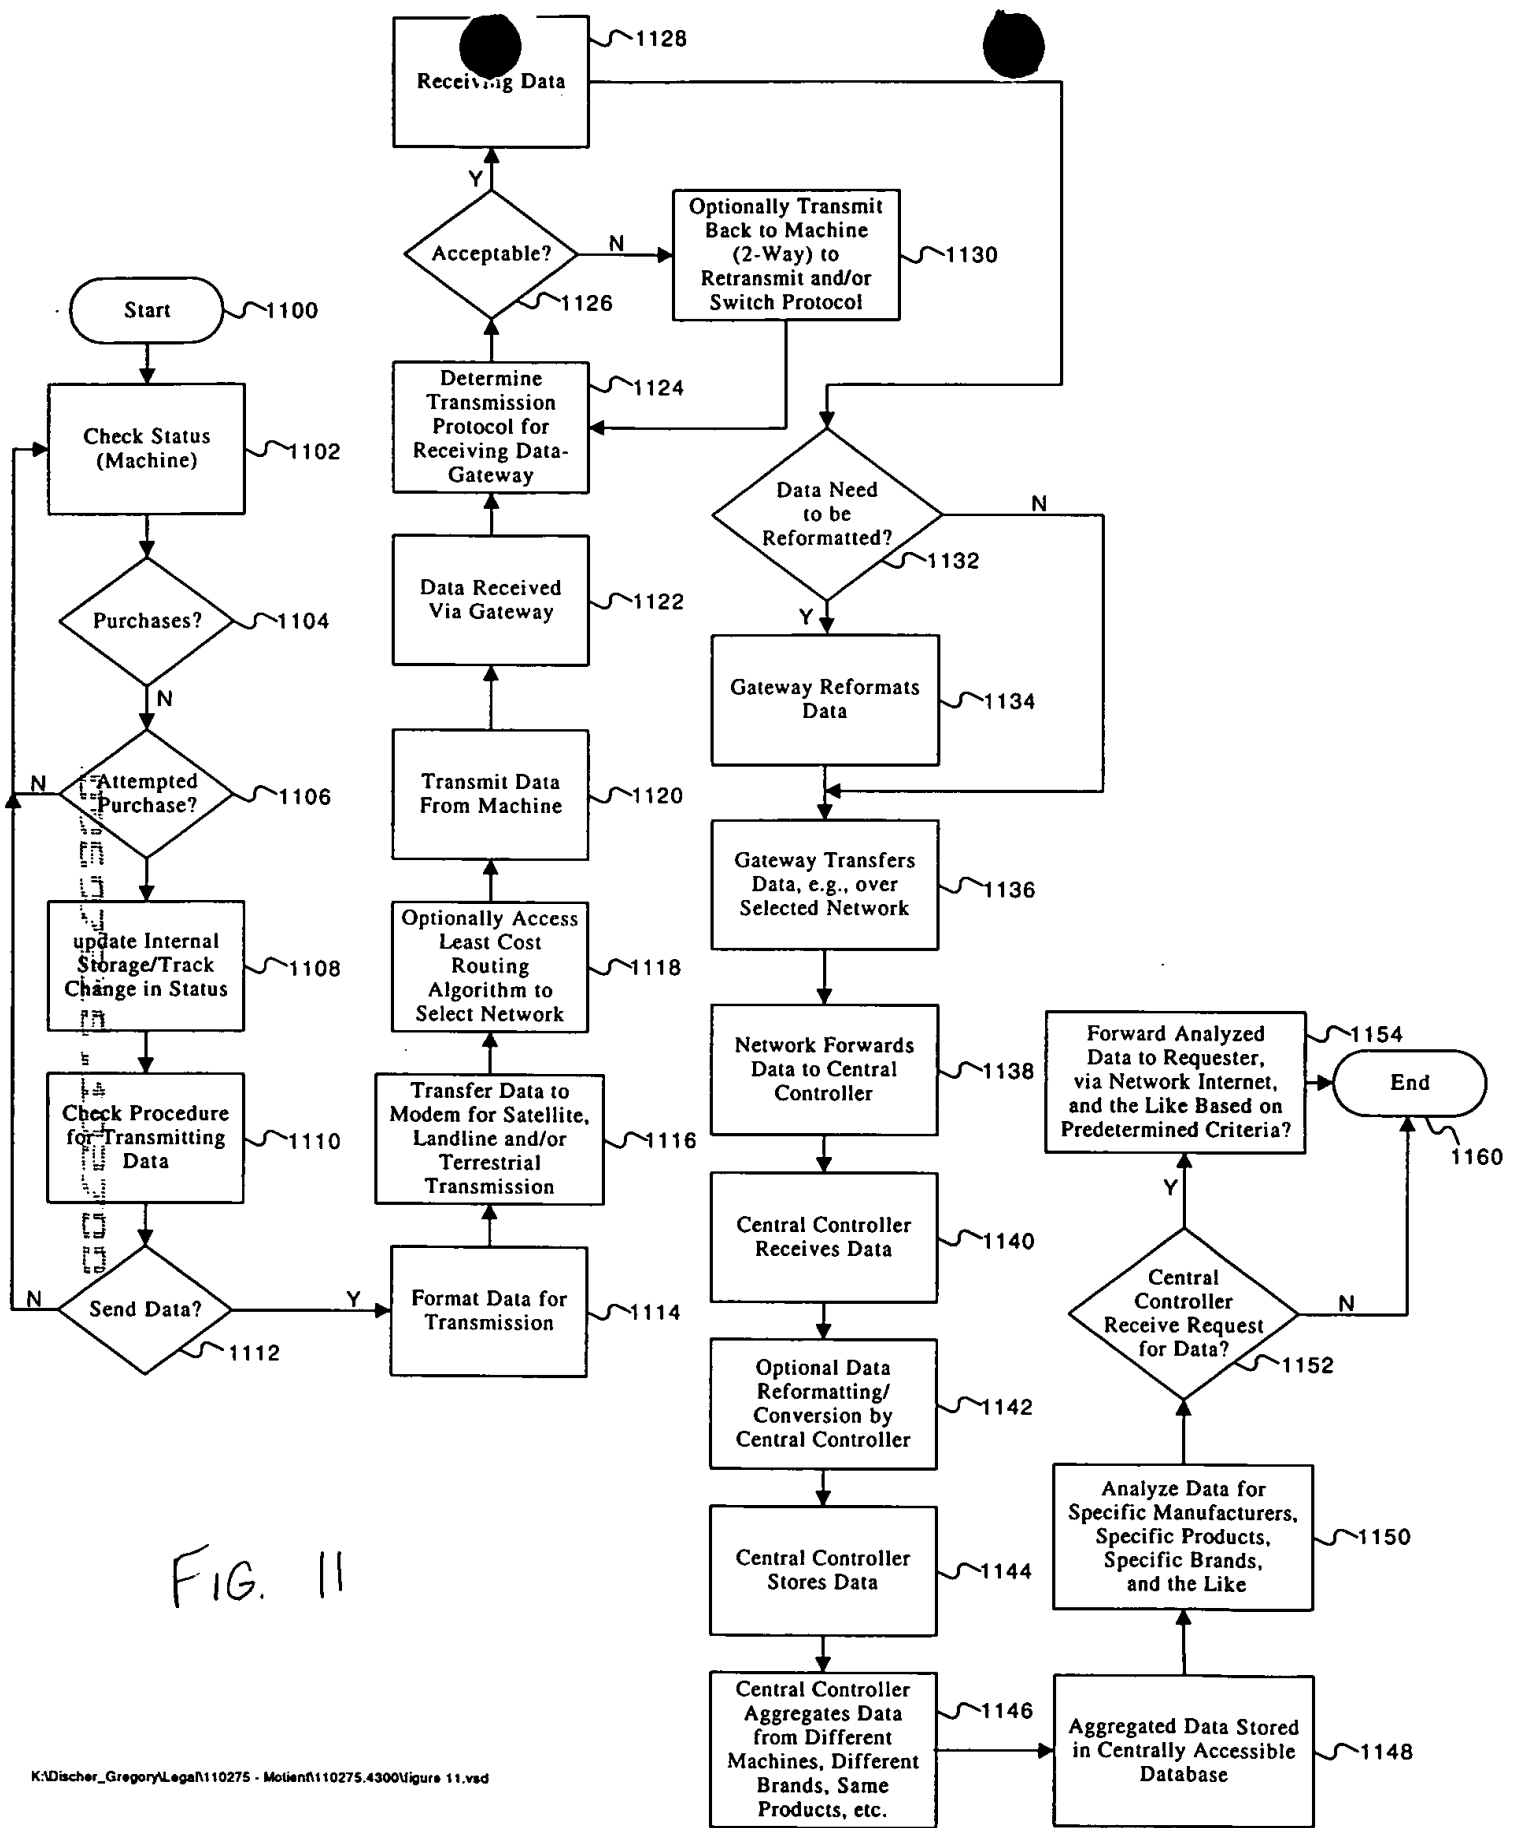 1128
Receiving Data
Y
Acceptable?
N
1126
Optionally Transmit
Back to Machine
(2-Way) to
Retransmit and/or
Switch Protocol
1130
Start
1100
Check Status
(Machine)
1102
Purchases?
1104
N
Attempted
Purchase?
N
1106
update Internal
Storage/Track
Change in Status
1108
Check Procedure
for Transmitting
Data
1110
Send Data?
N
Y
1112
Determine
Transmission
Protocol for
Receiving Data-
Gateway
1124
Data Received
Via Gateway
1122
Transmit Data
From Machine
1120
Optionally Access
Least Cost
Routing
Algorithm to
Select Network
1118
Transfer Data to
Modem for Satellite,
Landline and/or
Terrestrial
Transmission
1116
Format Data for
Transmission
1114
Data Need
to be
Reformatted?
N
1132
Y
Gateway Reformats
Data
1134
Gateway Transfers
Data, e.g., over
Selected Network
1136
Network Forwards
Data to Central
Controller
1138
Central Controller
Receives Data
1140
Optional Data
Reformatting/
Conversion by
Central Controller
1142
Central Controller
Stores Data
1144
Central Controller
Aggregates Data
from Different
Machines, Different
Brands, Same
Products, etc.
1146
Forward Analyzed
Data to Requester,
via Network Internet,
and the Like Based on
Predetermined Criteria?
1154
End
1160
Y
Central
Controller
Receive Request
for Data?
N
1152
Analyze Data for
Specific Manufacturers,
Specific Products,
Specific Brands,
and the Like
1150
Aggregated Data Stored
in Centrally Accessible
Database
1148
FIG. 11
K:\Discher_Gregory\Legal\110275 - Motient\110275.4300\figure 11.vsd